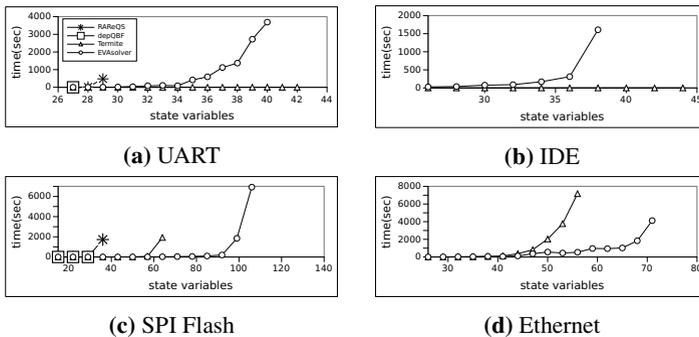 4000
3000
2000
1000
0
time(sec)
RAReQS
depQBF
Termite
EVAsolver
26 28 30 32 34 36 38 40 42 44
state variables
(a) UART
2000
1500
1000
500
0
time(sec)
30 35 40 45
state variables
(b) IDE
6000
4000
2000
0
time(sec)
20 40 60 80 100 120 140
state variables
(c) SPI Flash
8000
6000
4000
2000
0
time(sec)
30 40 50 60 70 80
state variables
(d) Ethernet